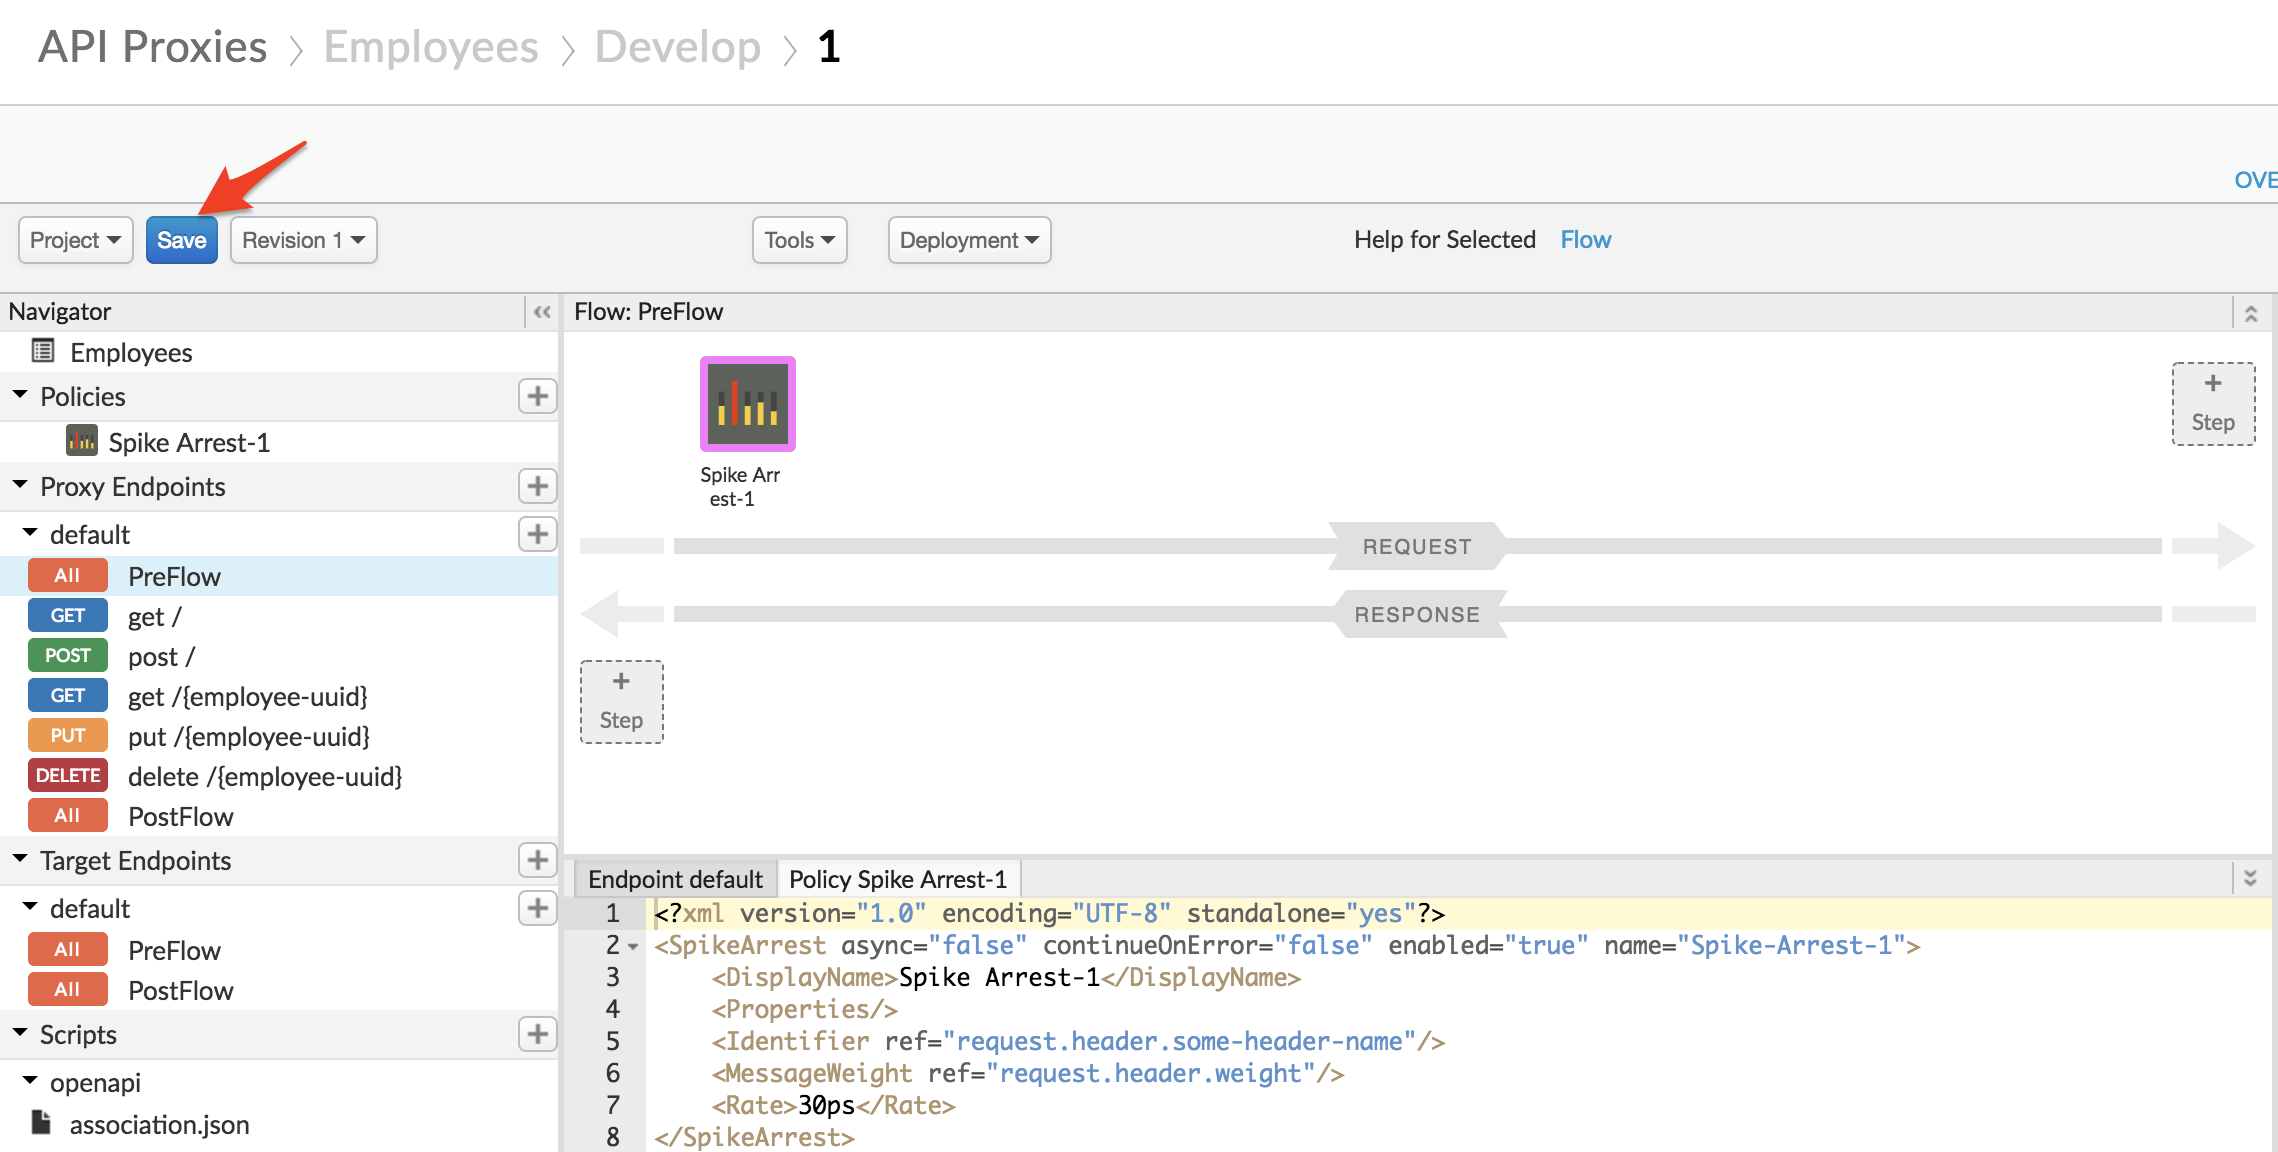 API Proxies > Employees > Develop > 1
OVE
Project Save Revision 1 Tools Deployment Help for Selected Flow
Navigator
Employees
Policies
Spike Arrest-1
Proxy Endpoints
default
All PreFlow
GET get /
POST post /
GET get /{employee-uuid}
PUT put /{employee-uuid}
DELETE delete /{employee-uuid}
All PostFlow
Target Endpoints
default
All PreFlow
All PostFlow
Scripts
openapi
association.json
Flow: PreFlow
Spike Arr
est-1
+
Step
REQUEST
RESPONSE
+
Step
Endpoint default Policy Spike Arrest-1
1 <?xml version="1.0" encoding="UTF-8" standalone="yes"?>
2 <SpikeArrest async="false" continueOnError="false" enabled="true" name="Spike-Arrest-1">
3 <DisplayName>Spike Arrest-1</DisplayName>
4 <Properties/>
5 <Identifier ref="request.header.some-header-name"/>
6 <MessageWeight ref="request.header.weight"/>
7 <Rate>30ps</Rate>
8 </SpikeArrest>